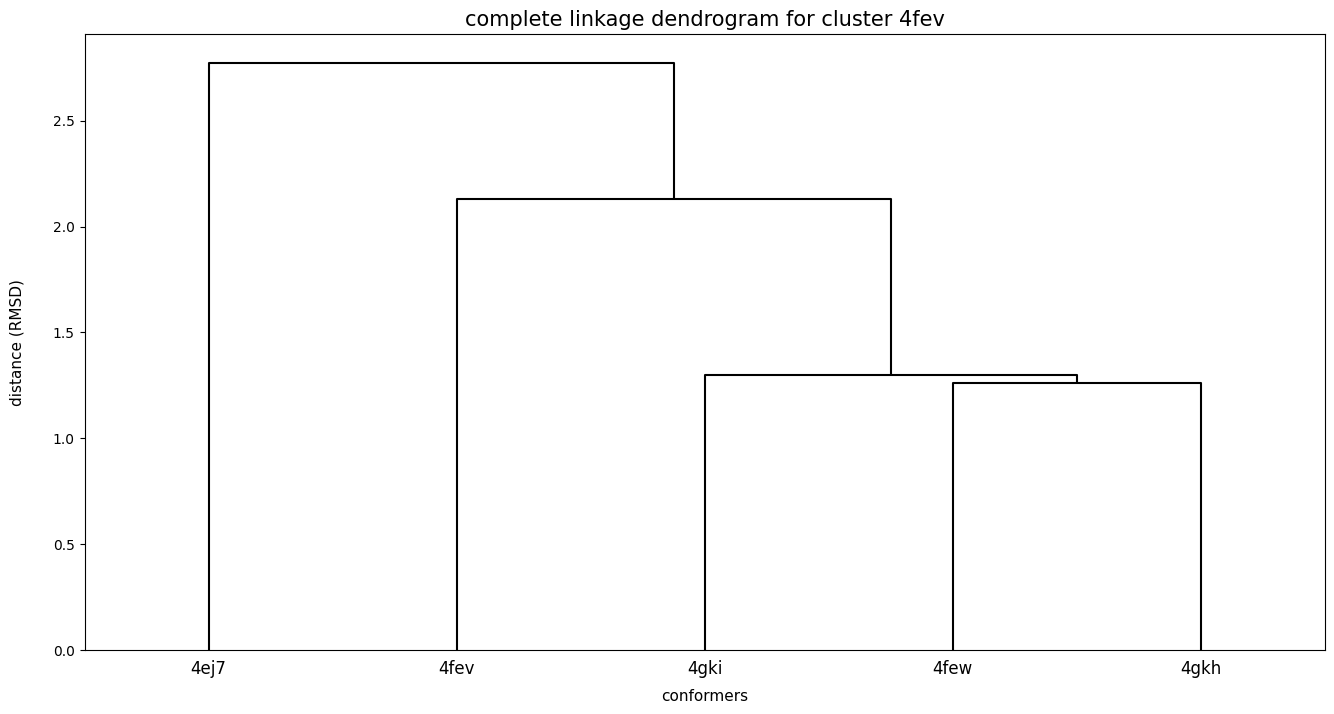 complete linkage dendrogram for cluster 4fev
distance (RMSD)
2.5
2.0
1.5
1.0
0.5
0.0
4ej7 4fev 4gki 4few 4gkh
conformers